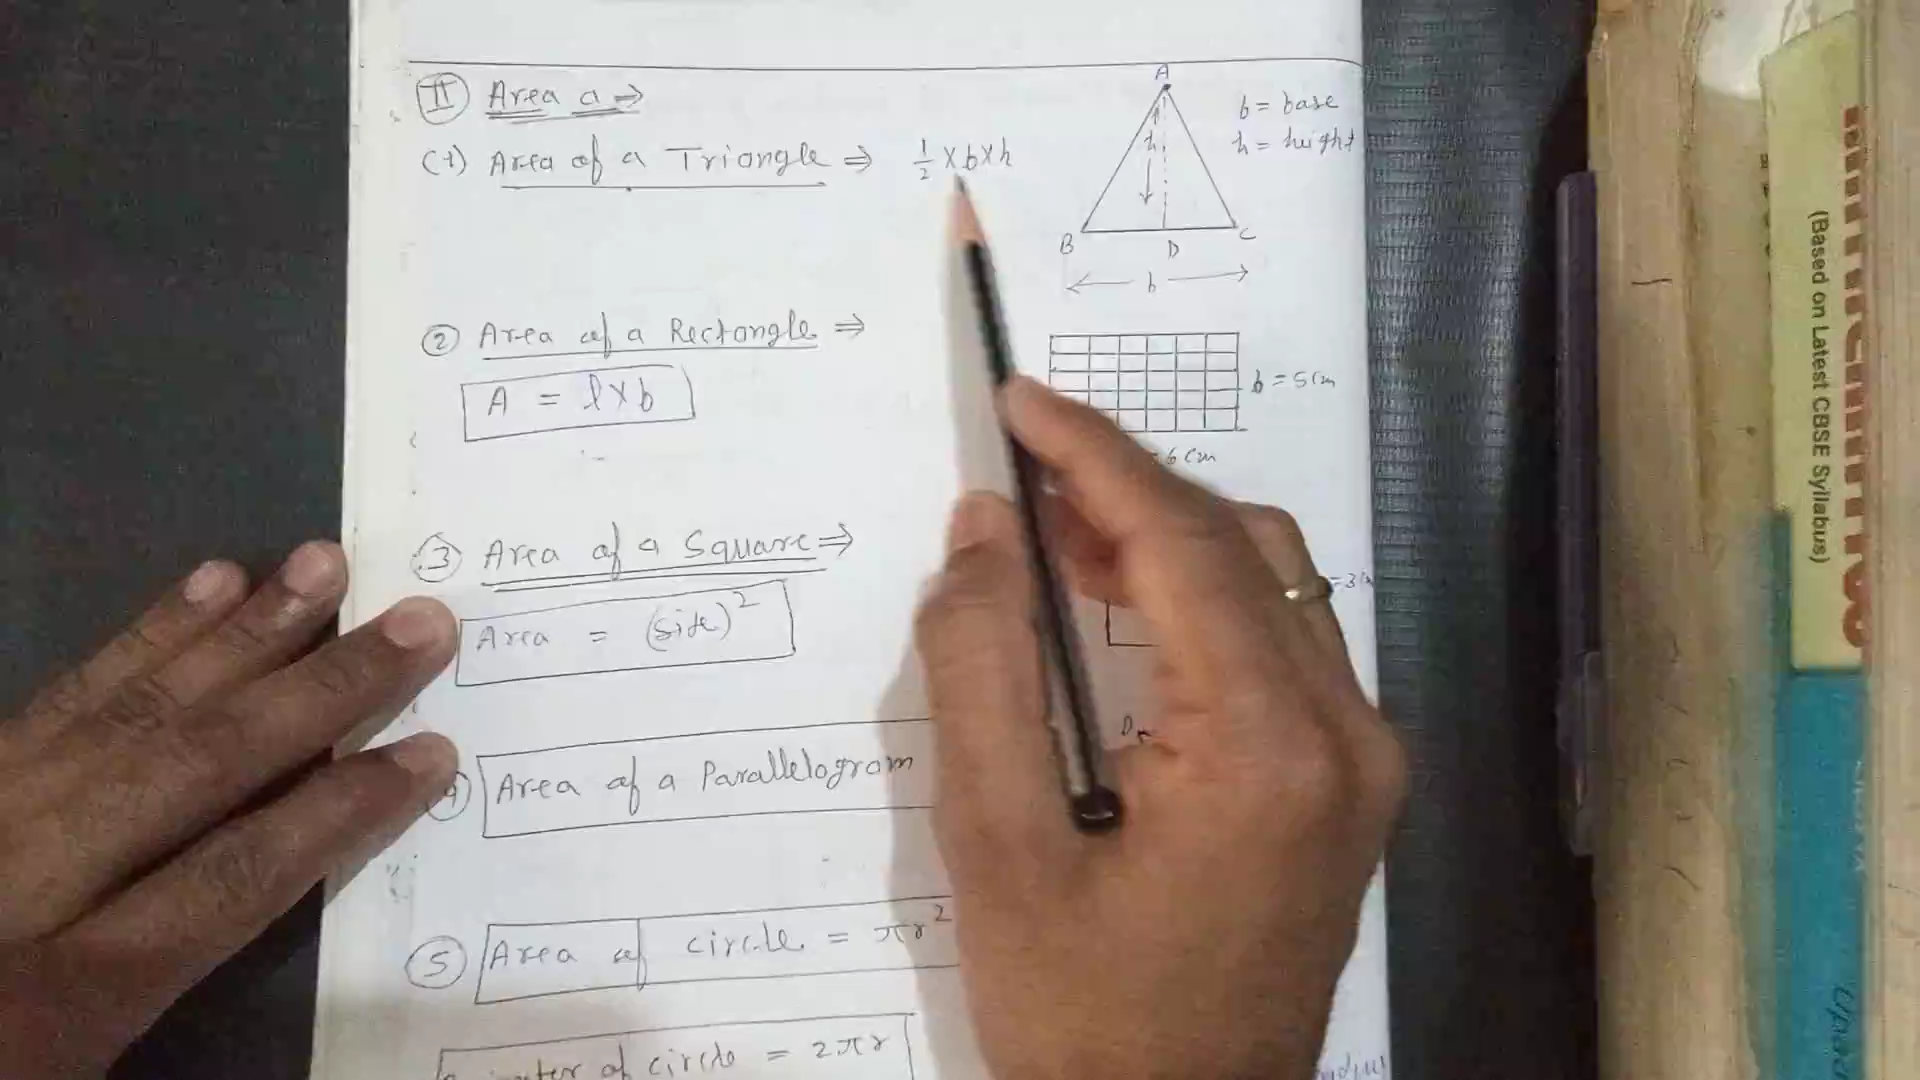 II Area a ⇒
(1) Area of a Triangle ⇒ 1/2 × b × h
A
b = base
h = height
h
B D C
b
② Area of a Rectangle ⇒
A = l × b
b = 5 cm
6 cm
③ Area of a Square ⇒
Area = (side)²
D
Area of a Parallelogram
⑤ Area of circle = πr²
of circle = 2πr
(Based on Latest CBSE Syllabus)